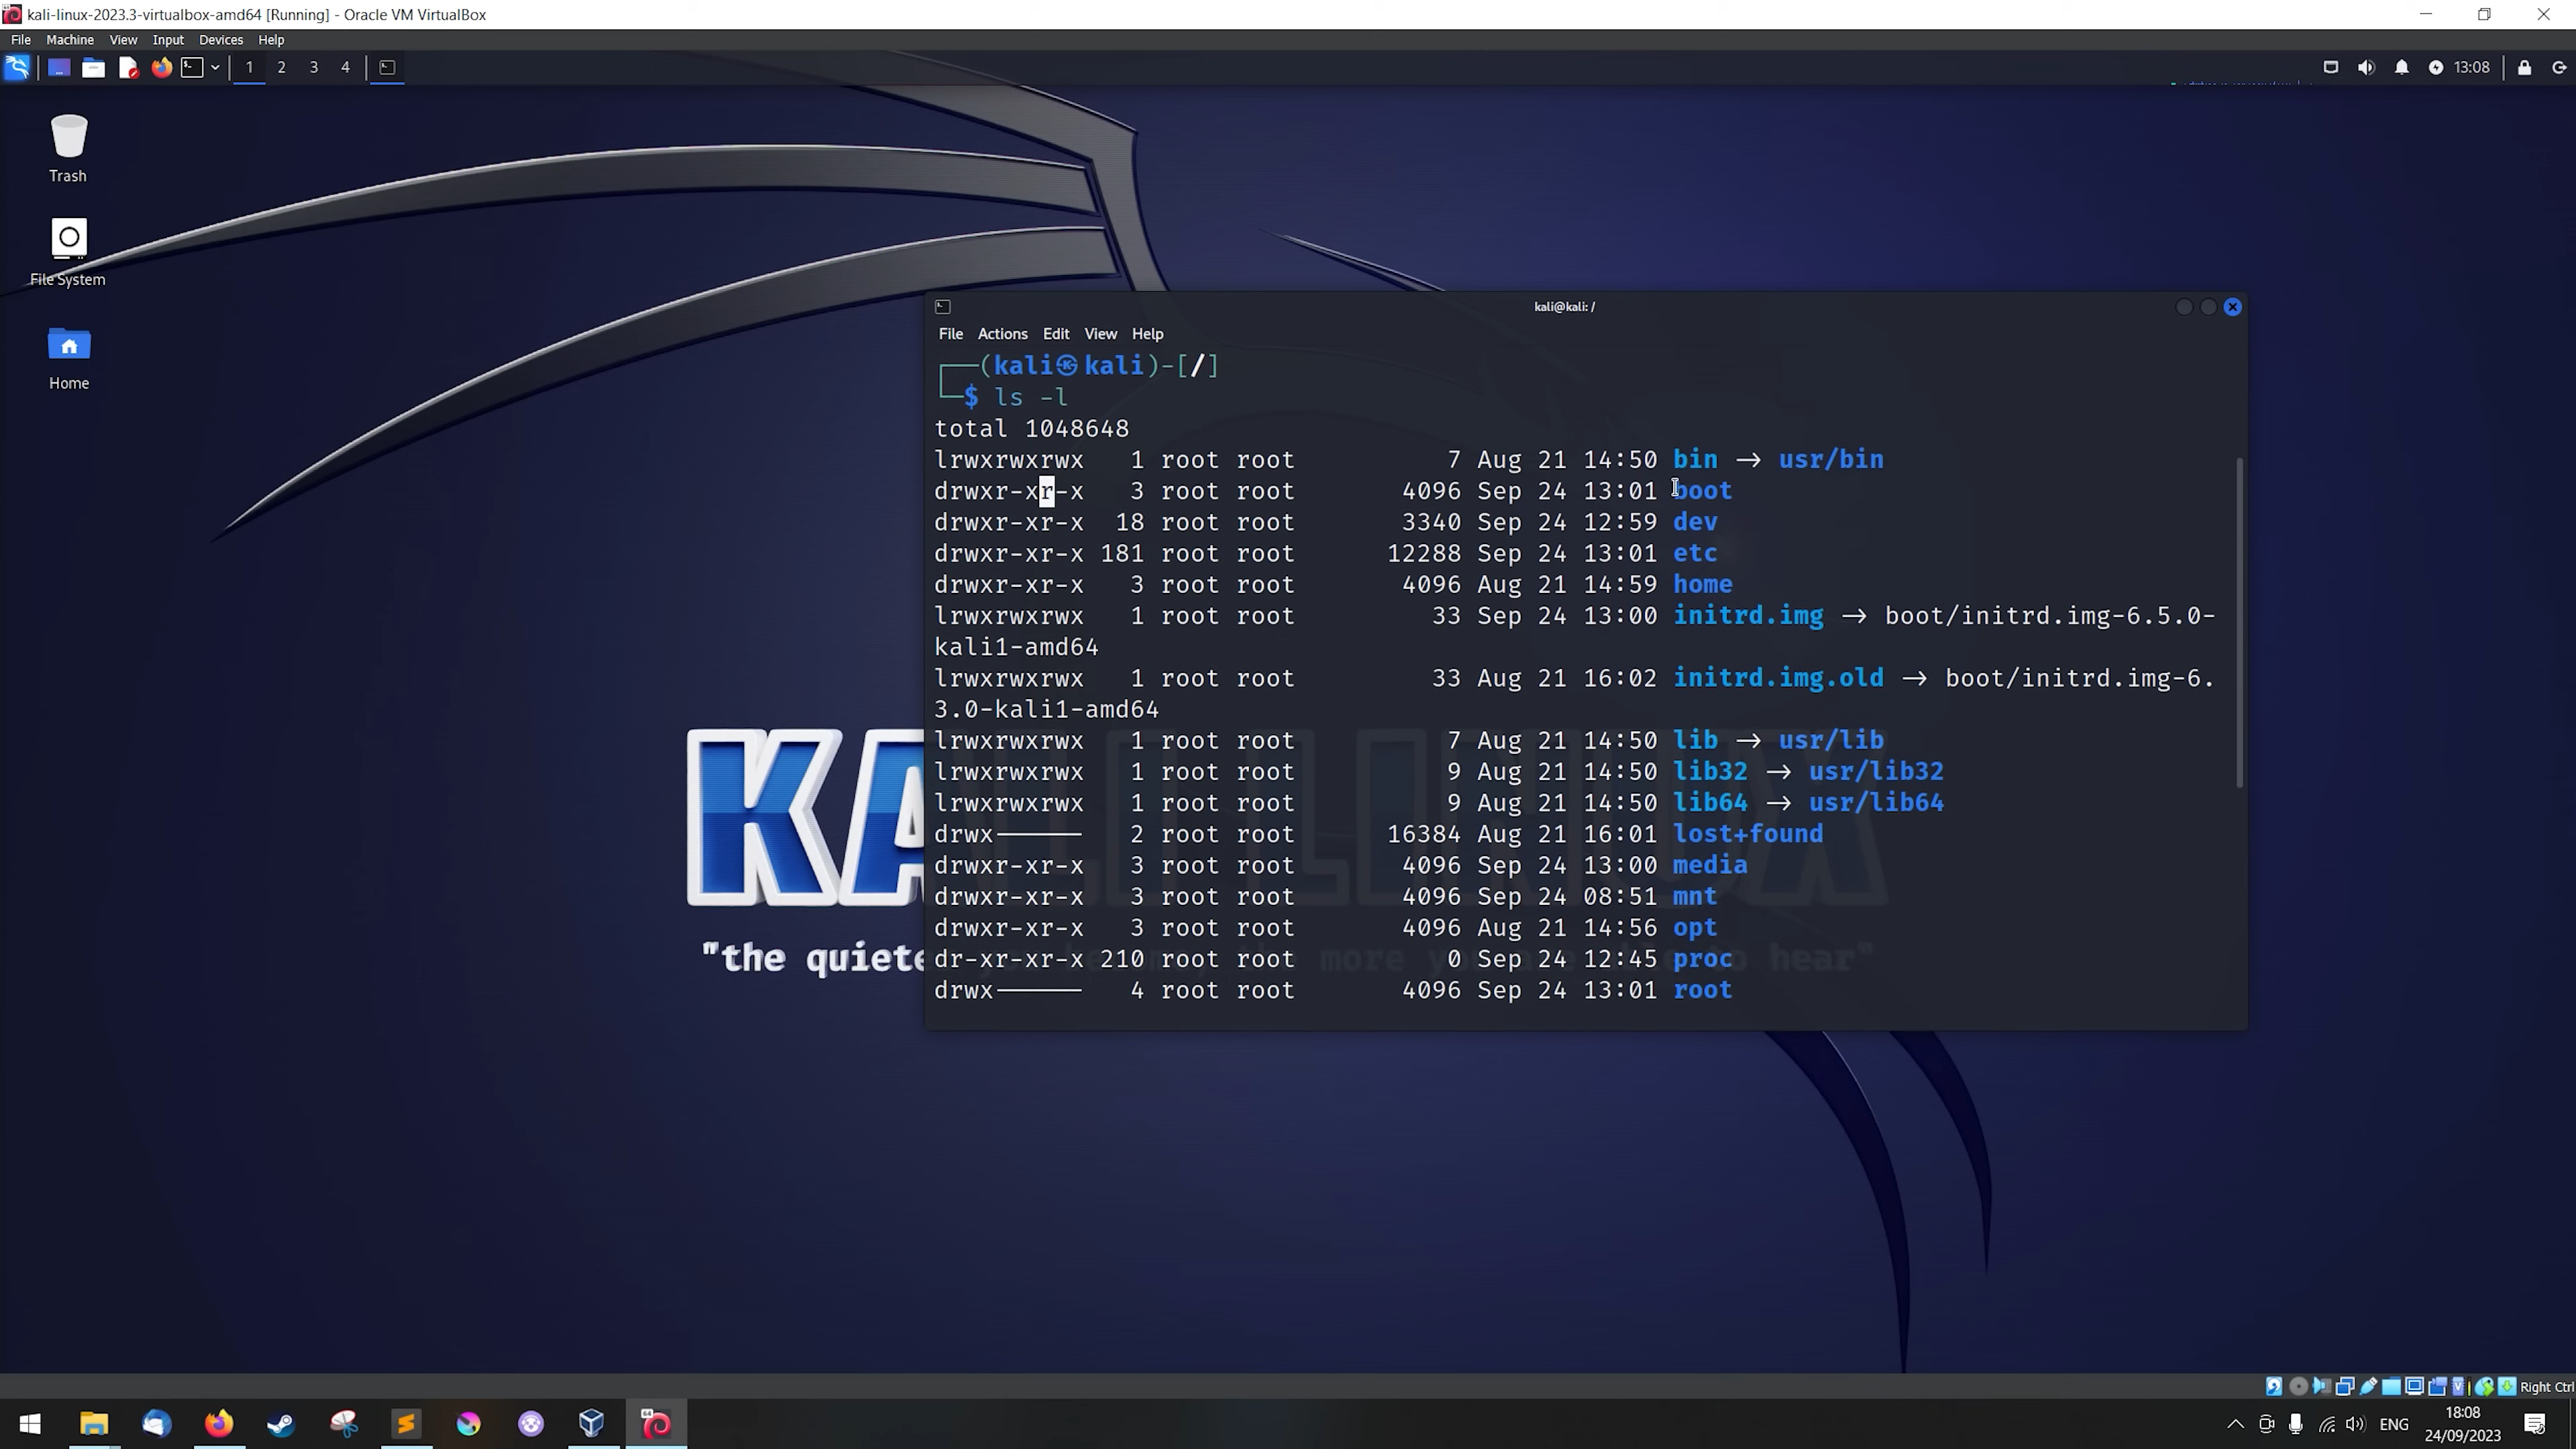 kali-linux-2023.3-virtualbox-amd64 [Running] - Oracle VM VirtualBox
File Machine View Input Devices Help
1 2 3 4 13:08
Trash
File System
Home
kali@kali: /
File Actions Edit View Help
┌──(kali㉿kali)-[/]
└─$ ls -l
total 1048648
lrwxrwxrwx 1 root root 7 Aug 21 14:50 bin → usr/bin
drwxr-xr-x 3 root root 4096 Sep 24 13:01 boot
drwxr-xr-x 18 root root 3340 Sep 24 12:59 dev
drwxr-xr-x 181 root root 12288 Sep 24 13:01 etc
drwxr-xr-x 3 root root 4096 Aug 21 14:59 home
lrwxrwxrwx 1 root root 33 Sep 24 13:00 initrd.img → boot/initrd.img-6.5.0-
kali1-amd64
lrwxrwxrwx 1 root root 33 Aug 21 16:02 initrd.img.old → boot/initrd.img-6.
3.0-kali1-amd64
lrwxrwxrwx 1 root root 7 Aug 21 14:50 lib → usr/lib
lrwxrwxrwx 1 root root 9 Aug 21 14:50 lib32 → usr/lib32
lrwxrwxrwx 1 root root 9 Aug 21 14:50 lib64 → usr/lib64
drwx------ 2 root root 16384 Aug 21 16:01 lost+found
drwxr-xr-x 3 root root 4096 Sep 24 13:00 media
drwxr-xr-x 3 root root 4096 Sep 24 08:51 mnt
drwxr-xr-x 3 root root 4096 Aug 21 14:56 opt
dr-xr-xr-x 210 root root 0 Sep 24 12:45 proc
drwx------ 4 root root 4096 Sep 24 13:01 root
KALI LINUX
"the quieter you become, the more you are able to hear"
Right Ctrl
ENG
18:08
24/09/2023